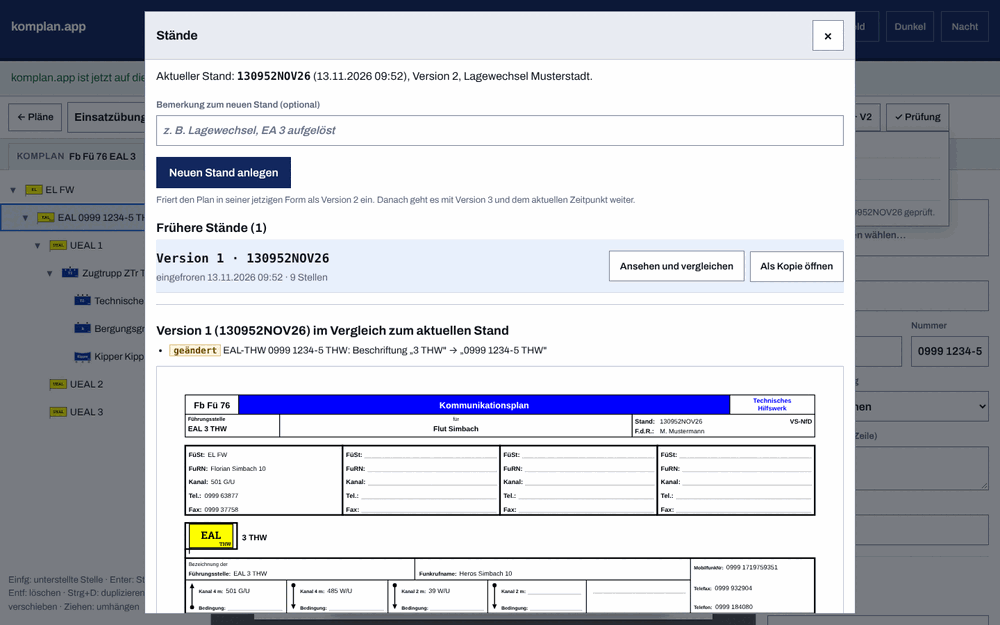 komplan.app
Stände
×
Dunkel
Nacht
komplan.app ist jetzt auf die
Aktueller Stand: 130952NOV26 (13.11.2026 09:52), Version 2, Lagewechsel Musterstadt.
← Pläne
Einsatzübung
V2
✓ Prüfung
Bemerkung zum neuen Stand (optional)
z. B. Lagewechsel, EA 3 aufgelöst
KOMPLAN Fb Fü 76 EAL 3
Neuen Stand anlegen
Friert den Plan in seiner jetzigen Form als Version 2 ein. Danach geht es mit Version 3 und dem aktuellen Zeitpunkt weiter.
EL FW
EAL 0999 1234-5 TH
UEAL 1
Zugtrupp ZTr T
Technische
Bergungsgr
Kipper Kipp
UEAL 2
UEAL 3
952NOV26 geprüft.
n wählen...
Frühere Stände (1)
Version 1 · 130952NOV26
eingefroren 13.11.2026 09:52 · 9 Stellen
Ansehen und vergleichen
Als Kopie öffnen
Version 1 (130952NOV26) im Vergleich zum aktuellen Stand
Nummer
• geändert EAL-THW 0999 1234-5 THW: Beschriftung „3 THW" → „0999 1234-5 THW"
0999 1234-5
Fb Fü 76
Kommunikationsplan
Technisches
Hilfswerk
Führungsstelle
EAL 3 THW
für
Flut Simbach
Stand: 130952NOV26
VS-NfD
F.d.R.: M. Mustermann
nen
Zeile)
FüSt: EL FW
FuRN: Florian Simbach 10
Kanal: 501 G/U
Tel.: 0999 63877
Fax: 0999 37758
FüSt:
FuRN:
Kanal:
Tel.:
Fax:
FüSt:
FuRN:
Kanal:
Tel.:
Fax:
FüSt:
FuRN:
Kanal:
Tel.:
Fax:
EAL
THW
3 THW
Bezeichnung der
Führungsstelle: EAL 3 THW
Funkrufname: Heros Simbach 10
Mobilfunknr: 0999 1719759351
Telefax: 0999 932904
Telefon: 0999 184080
Kanal 4 m: 501 G/U
Bedingung:
Kanal 4 m: 485 W/U
Bedingung:
Kanal 2 m: 39 W/U
Bedingung:
Kanal 2 m:
Bedingung:
Einfg: unterstellte Stelle · Enter: St
Entf: löschen · Strg+D: duplizieren
verschieben · Ziehen: umhängen